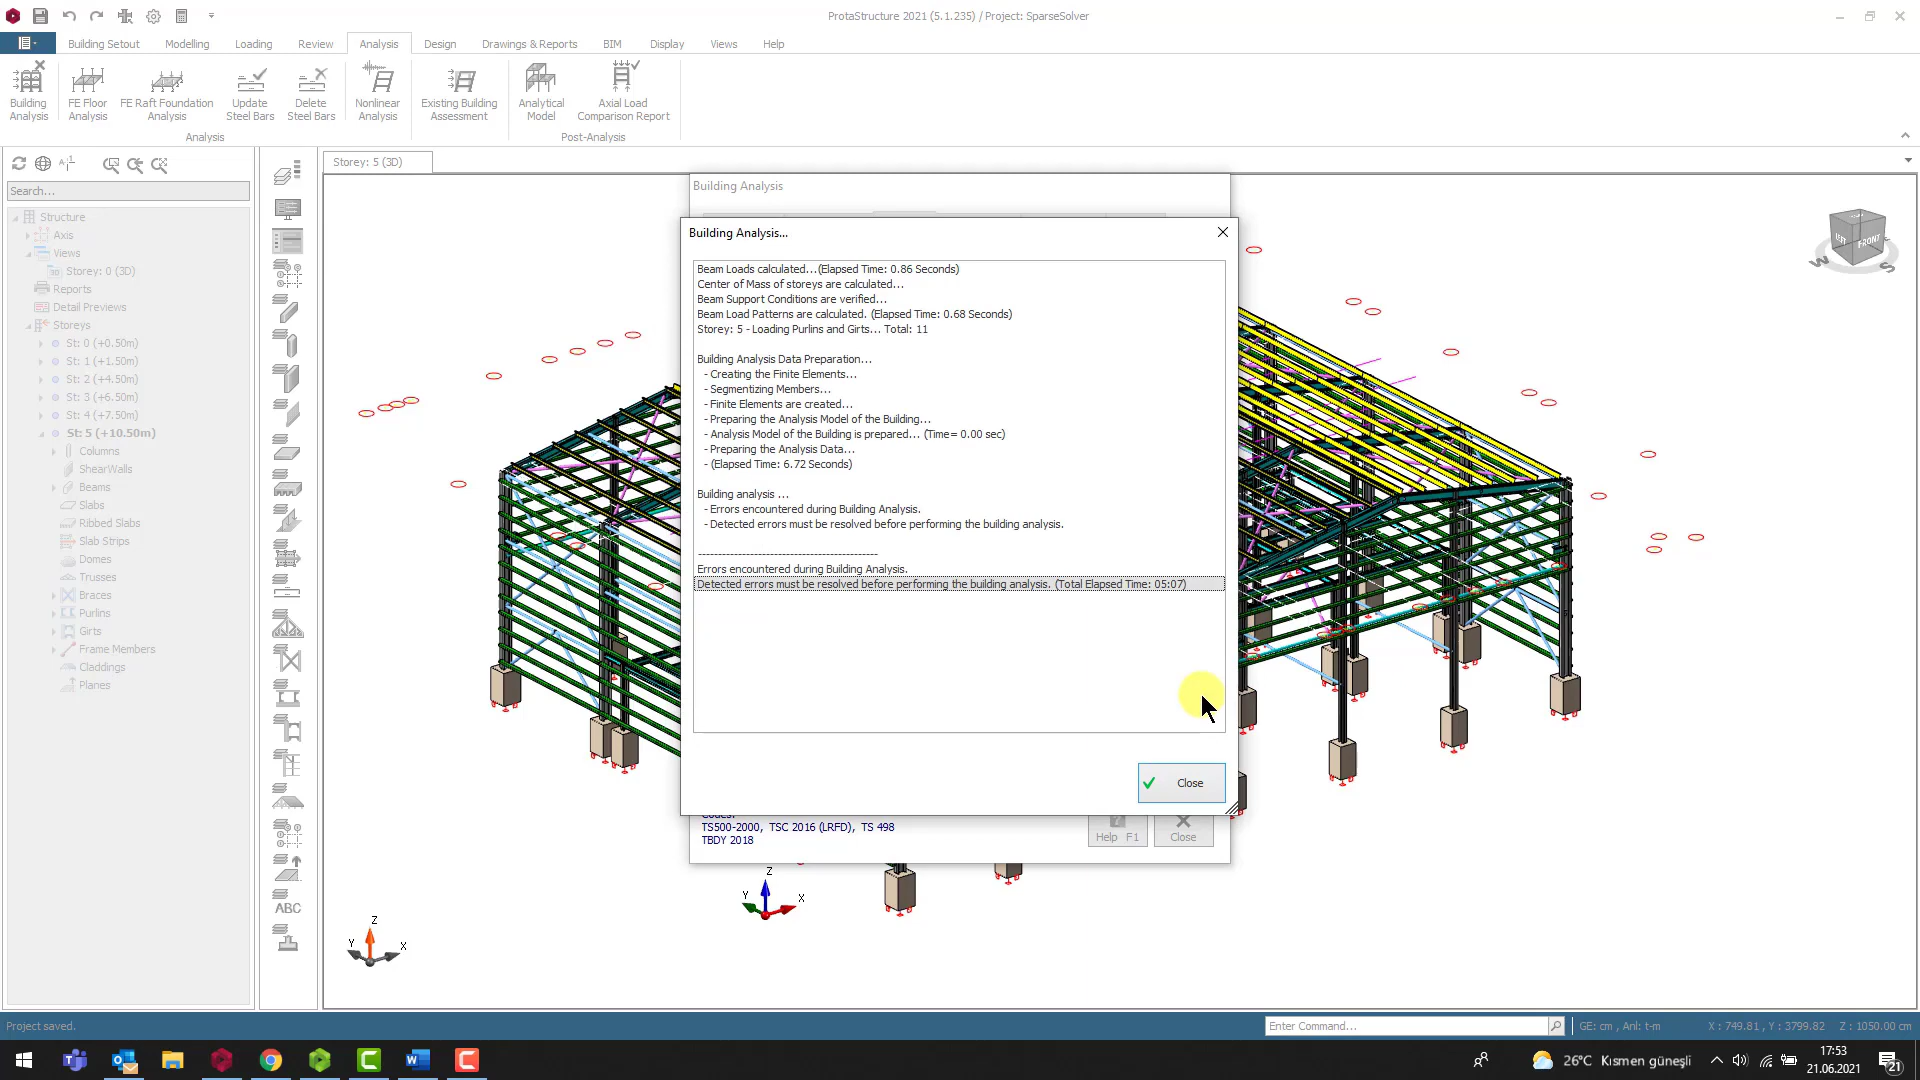 ProtaStructure 2021 (5.1.235) / Project: SparseSolver
Building Setout
Modelling
Loading
Review
Analysis
Design
Drawings & Reports
BIM
Display
Views
Help
Building Analysis
FE Floor Analysis
FE Raft Foundation Analysis
Update Steel Bars
Delete Steel Bars
Nonlinear Analysis
Existing Building Assessment
Analytical Model
Axial Load Comparison Report
Analysis
Post-Analysis
Storey: 5 (3D)
Search...
Structure
Axis
Views
Storey: 0 (3D)
Reports
Detail Previews
Storeys
St: 0 (+0.50m)
St: 1 (+1.50m)
St: 2 (+4.50m)
St: 3 (+6.50m)
St: 4 (+7.50m)
St: 5 (+10.50m)
Columns
ShearWalls
Beams
Slabs
Ribbed Slabs
Slab Strips
Domes
Trusses
Braces
Purlins
Girts
Frame Members
Claddings
Planes
ABC
Building Analysis
Building Analysis...
Beam Loads calculated...(Elapsed Time: 0.86 Seconds)
Center of Mass of storeys are calculated...
Beam Support Conditions are verified...
Beam Load Patterns are calculated. (Elapsed Time: 0.68 Seconds)
Storey: 5 - Loading Purlins and Girts... Total: 11
Building Analysis Data Preparation...
- Creating the Finite Elements...
- Segmentizing Members...
- Finite Elements are created...
- Preparing the Analysis Model of the Building...
- Analysis Model of the Building is prepared... (Time= 0.00 sec)
- Preparing the Analysis Data...
- (Elapsed Time: 6.72 Seconds)
Building analysis ...
- Errors encountered during Building Analysis.
- Detected errors must be resolved before performing the building analysis.
------------------------------------------------
Errors encountered during Building Analysis.
Detected errors must be resolved before performing the building analysis. (Total Elapsed Time: 05:07)
Close
TS500-2000, TSC 2016 (LRFD), TS 498
TBDY 2018
Help F1
Close
LEFT
FRONT
W
S
Z
Y
X
Z
Y
X
Project saved.
Enter Command...
GE: cm , Anl: t-m
X : 749.81 , Y : 3799.82
Z : 1050.00 cm
26°C Kısmen güneşli
17:53
21.06.2021
21